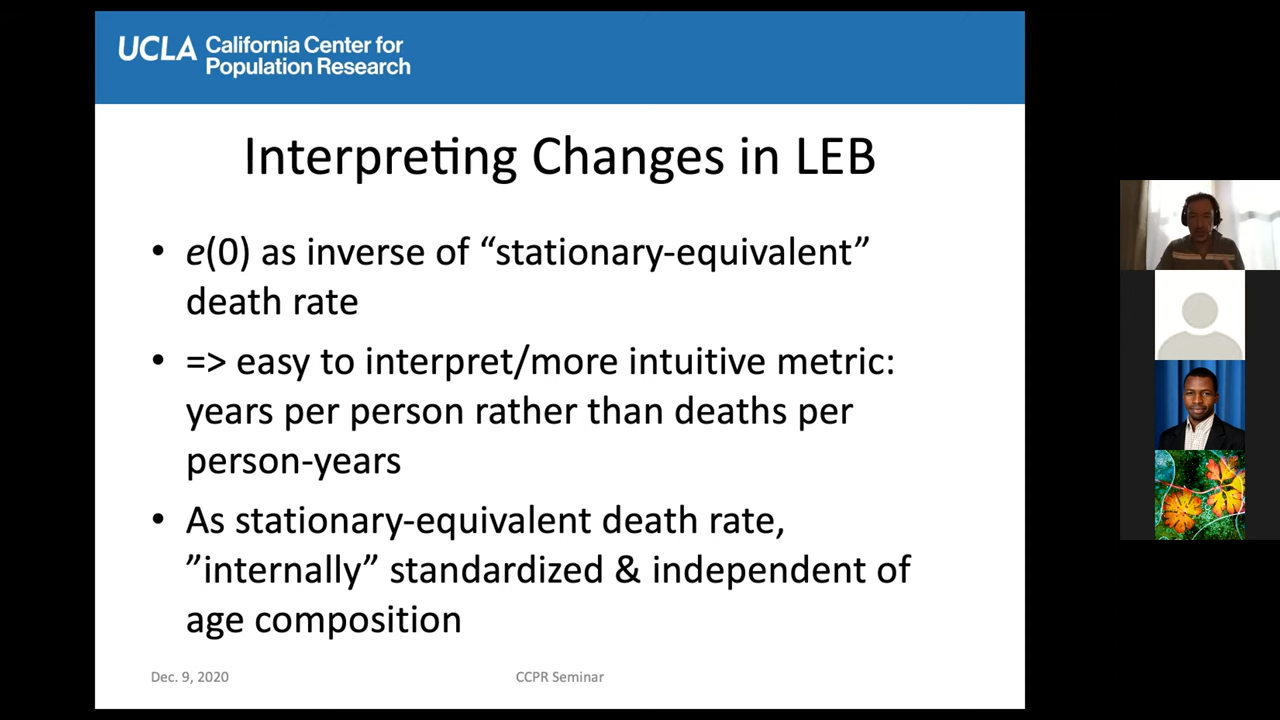 UCLA California Center for
Population Research
Interpreting Changes in LEB
• e(0) as inverse of “stationary-equivalent”
death rate
• => easy to interpret/more intuitive metric:
years per person rather than deaths per
person-years
• As stationary-equivalent death rate,
”internally” standardized & independent of
age composition
Dec. 9, 2020
CCPR Seminar